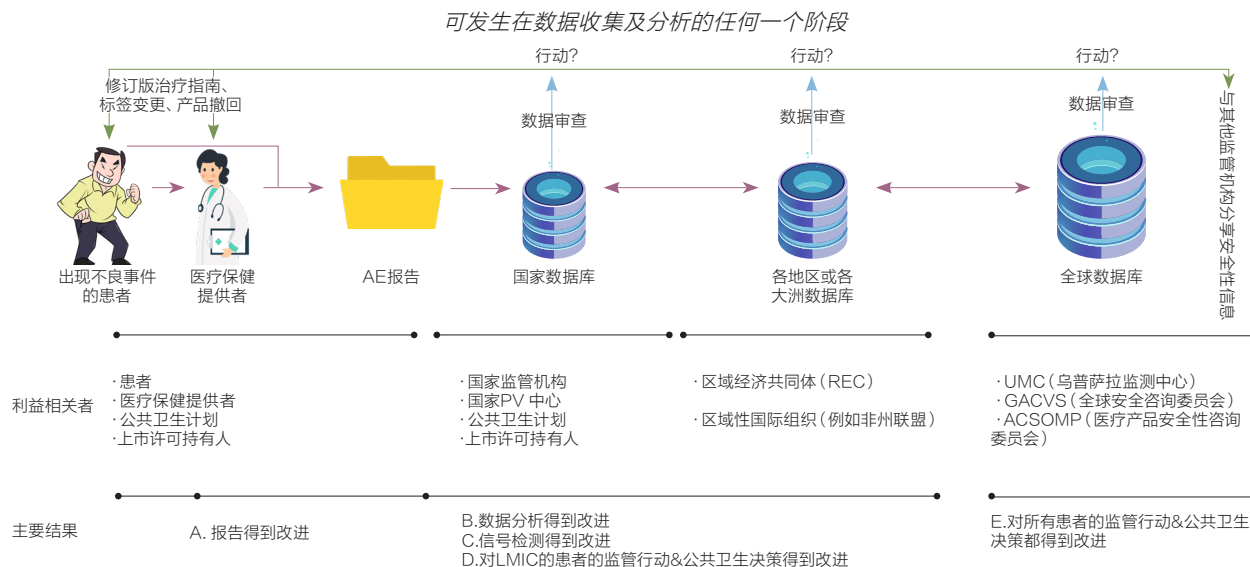 可发生在数据收集及分析的任何一个阶段
行动?
行动?
行动?
修订版治疗指南、
标签变更、产品撤回
数据审查
数据审查
数据审查
与其他监管机构分享安全性信息
出现不良事件
的患者
医疗保健
提供者
AE报告
国家数据库
各地区或各
大洲数据库
全球数据库
利益相关者
·患者
·医疗保健提供者
·公共卫生计划
·上市许可持有人
·国家监管机构
·国家PV 中心
·公共卫生计划
·上市许可持有人
·区域经济共同体(REC)
·区域性国际组织(例如非州联盟)
·UMC(乌普萨拉监测中心)
·GACVS(全球安全咨询委员会)
·ACSOMP(医疗产品安全性咨询
委员会)
主要结果
A. 报告得到改进
B.数据分析得到改进
C.信号检测得到改进
D.对LMIC的患者的监管行动&公共卫生决策得到改进
E.对所有患者的监管行动&公共卫生
决策都得到改进